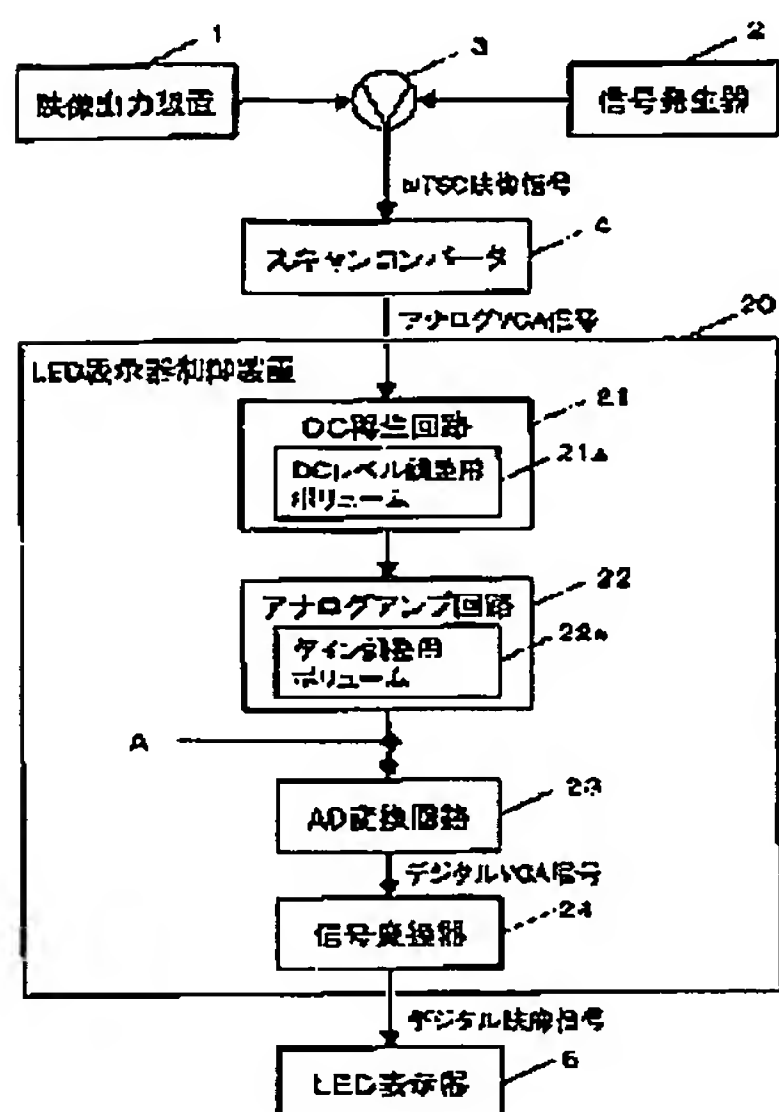 1
3
2
映像出力装置
信号発生器
NTSC映像信号
4
スキャンコンバータ
アナログVGA信号
20
LED表示器制御装置
21
DC再生回路
DCレベル調整用
ボリューム
21a
22
アナログアンプ回路
ゲイン調整用
ボリューム
22a
A
23
AD変換回路
デジタルVGA信号
24
信号変換器
デジタル映像信号
6
LED表示器